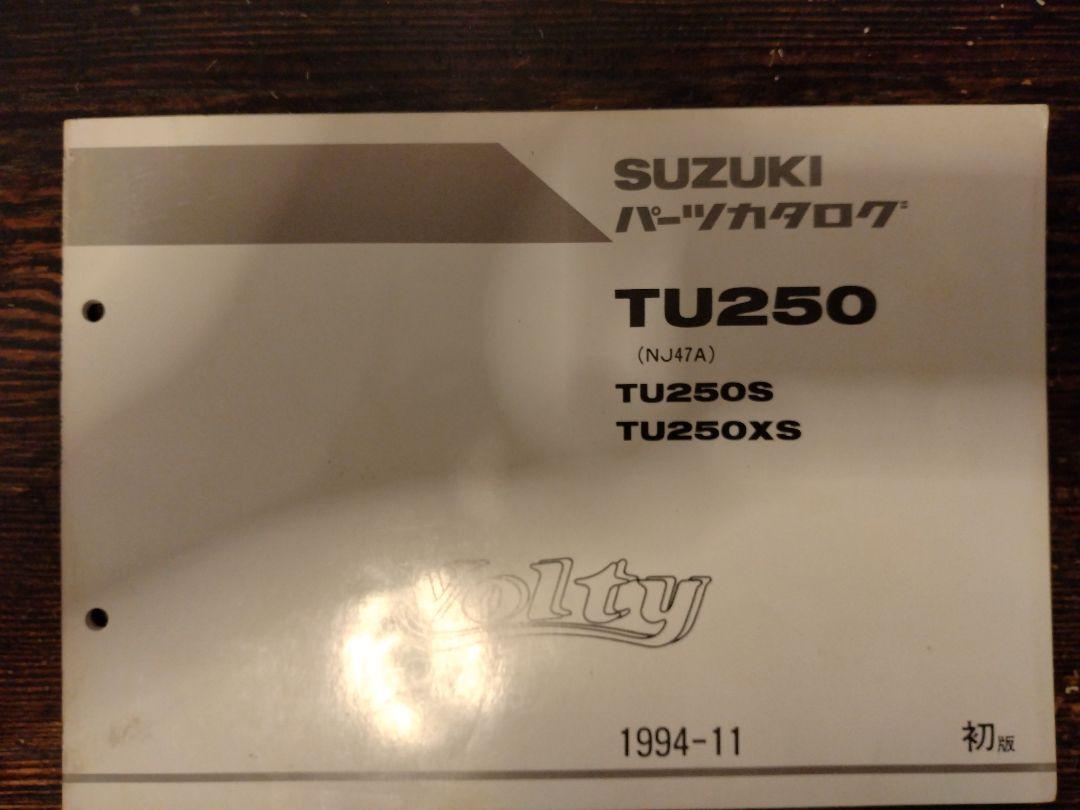 SUZUKI
パーツカタログ
TU250
(NJ47A)
TU250S
TU250XS
Volty
1994-11
初版